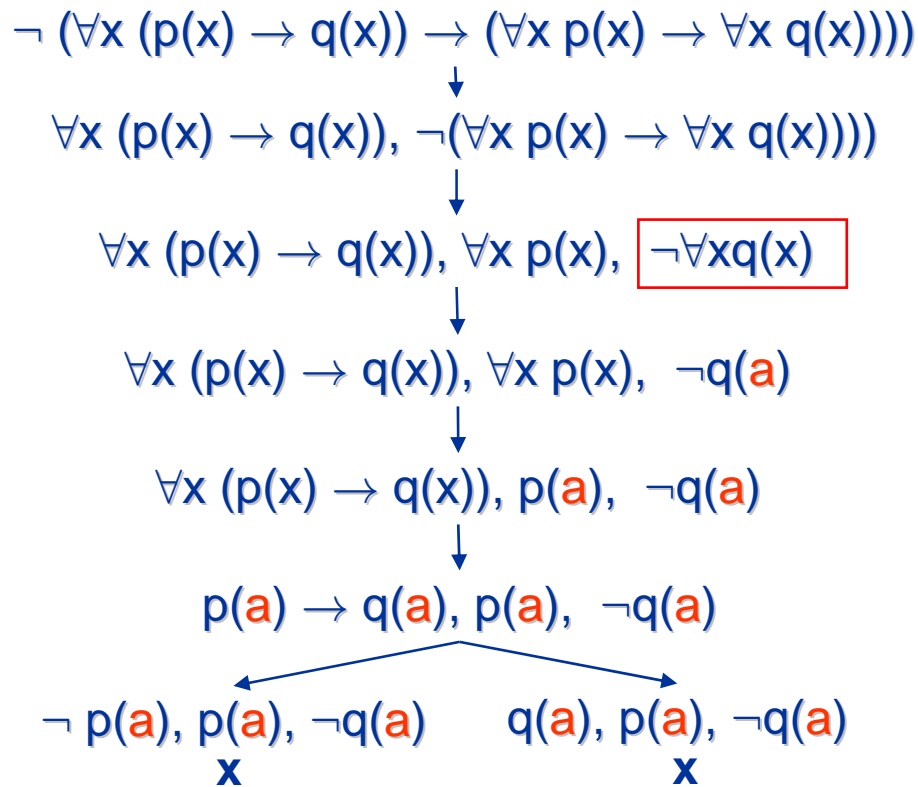 ¬ (∀x (p(x) → q(x)) → (∀x p(x) → ∀x q(x))))
∀x (p(x) → q(x)), ¬(∀x p(x) → ∀x q(x))))
∀x (p(x) → q(x)), ∀x p(x), ¬∀xq(x)
∀x (p(x) → q(x)), ∀x p(x), ¬q(a)
∀x (p(x) → q(x)), p(a), ¬q(a)
p(a) → q(a), p(a), ¬q(a)
¬ p(a), p(a), ¬q(a) q(a), p(a), ¬q(a)
x x